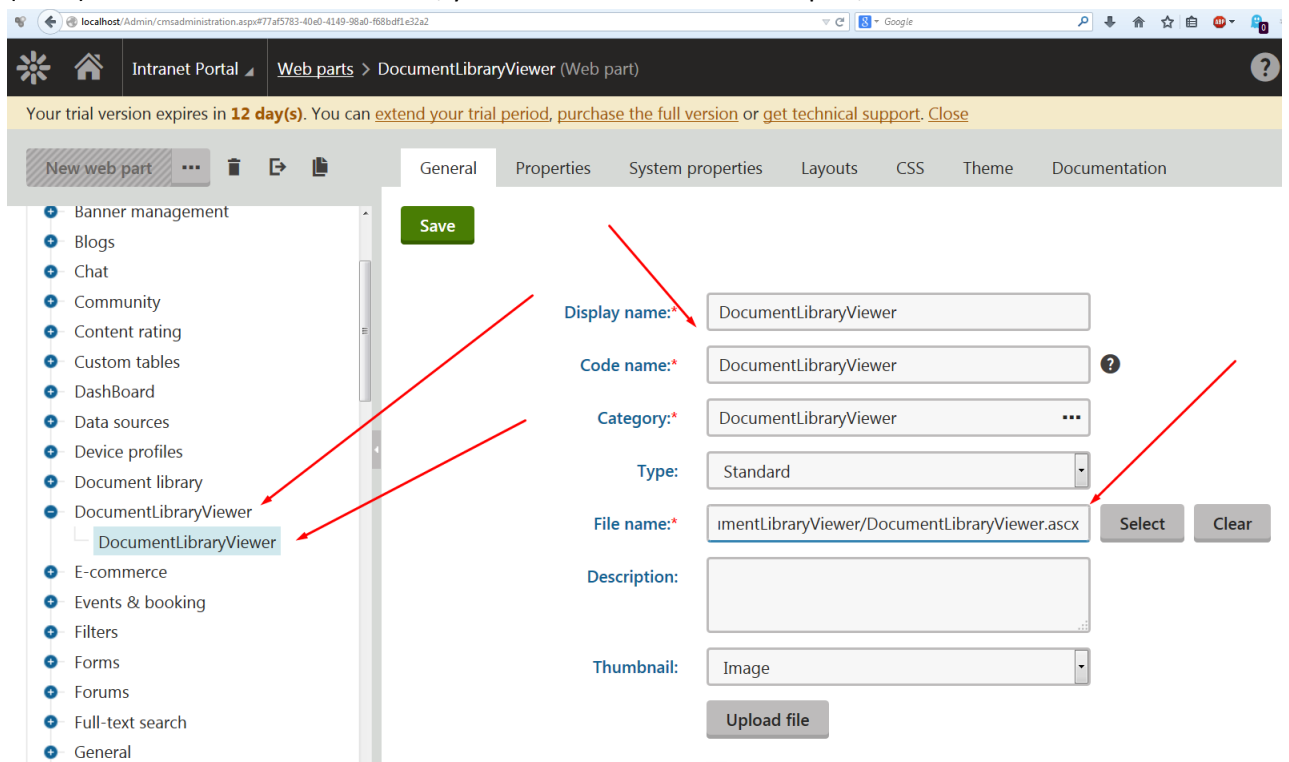 localhost/Admin/cmsadministration.aspx#77af5783-40e0-4149-98a0-f68bdf1e32a2
Google
ABP
0
Intranet Portal
Web parts > DocumentLibraryViewer (Web part)
?
Your trial version expires in 12 day(s). You can extend your trial period, purchase the full version or get technical support. Close
New web part
General Properties System properties Layouts CSS Theme Documentation
Save
Banner management
Blogs
Chat
Community
Content rating
Custom tables
DashBoard
Data sources
Device profiles
Document library
DocumentLibraryViewer
DocumentLibraryViewer
E-commerce
Events & booking
Filters
Forms
Forums
Full-text search
General
Display name:* DocumentLibraryViewer
Code name:* DocumentLibraryViewer ?
Category:* DocumentLibraryViewer
Type: Standard
File name:* mentLibraryViewer/DocumentLibraryViewer.ascx Select Clear
Description:
Thumbnail: Image
Upload file